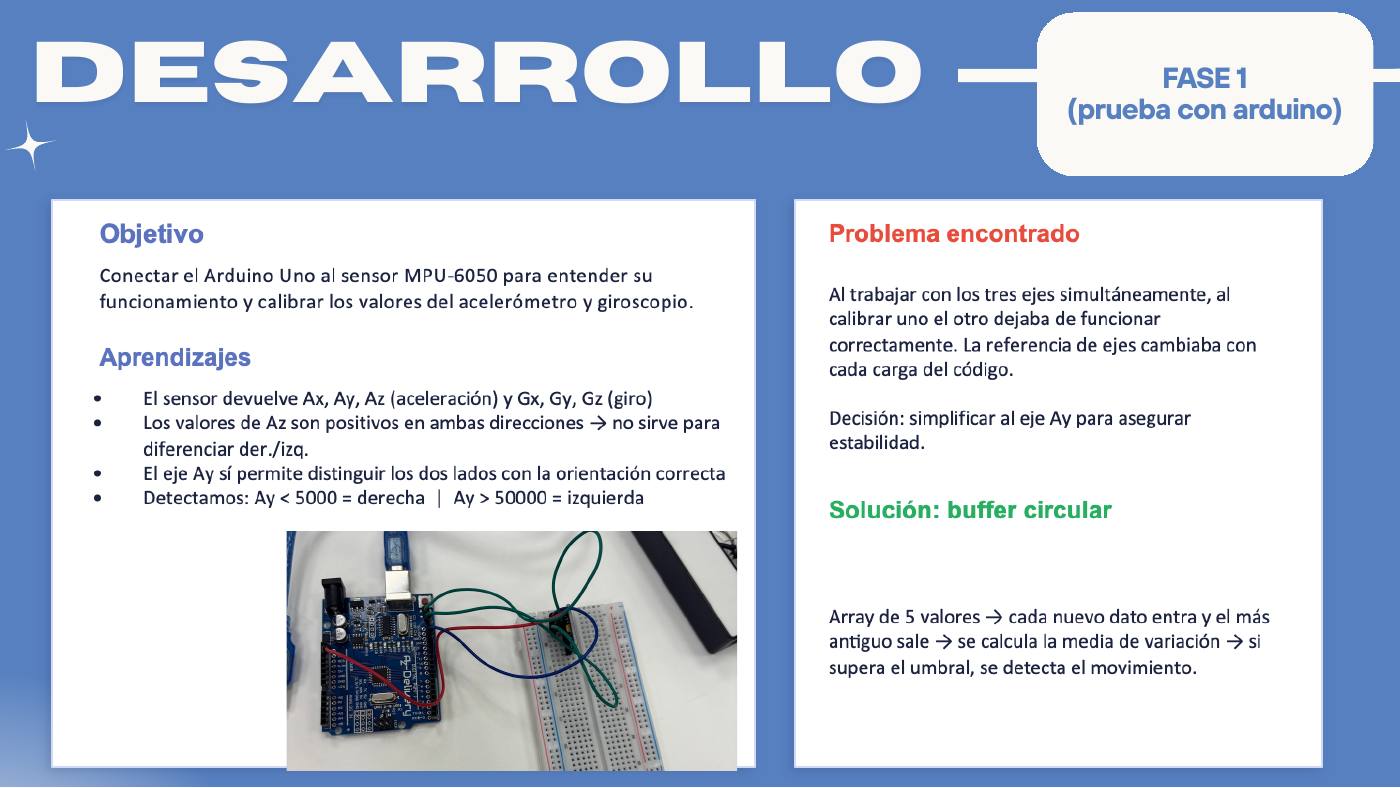 DESARROLLO
FASE 1
(prueba con arduino)
Objetivo
Conectar el Arduino Uno al sensor MPU-6050 para entender su
funcionamiento y calibrar los valores del acelerómetro y giroscopio.
Aprendizajes
• El sensor devuelve Ax, Ay, Az (aceleración) y Gx, Gy, Gz (giro)
• Los valores de Az son positivos en ambas direcciones → no sirve para
diferenciar der./izq.
• El eje Ay sí permite distinguir los dos lados con la orientación correcta
• Detectamos: Ay < 5000 = derecha | Ay > 50000 = izquierda
AzDelivery
Problema encontrado
Al trabajar con los tres ejes simultáneamente, al
calibrar uno el otro dejaba de funcionar
correctamente. La referencia de ejes cambiaba con
cada carga del código.
Decisión: simplificar al eje Ay para asegurar
estabilidad.
Solución: buffer circular
Array de 5 valores → cada nuevo dato entra y el más
antiguo sale → se calcula la media de variación → si
supera el umbral, se detecta el movimiento.